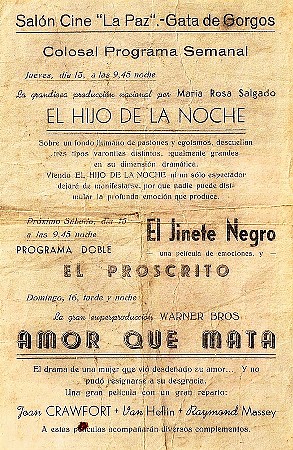 Salón Cine "La Paz".-Gata de Gorgos
Colosal Programa Semanal
Jueves, día 13, a las 9,45 noche
La grandiosa producción nacional por María Rosa Salgado
EL HIJO DE LA NOCHE
Sobre un fondo humano de pasiones y egoismos, descuellan
tres tipos varoniles distintos, igualmente grandes
en su dimensión dramática.
Viendo EL HIJO DE LA NOCHE ni un sólo espectador
dejará de manifestarse, por que nadie puede disi-
mular la profunda emoción que produce.
Próximo Sábado, día 15
a las 9,45 noche
PROGRAMA DOBLE
El Jinete Negro
una película de emociones, y
EL PROSCRITO
Domingo, 16, tarde y noche
La gran superproducción WARNER BROS
AMOR QUE MATA
El drama de una mujer que vió desdeñado su amor... Y no
pudo resignarse a su desgracia.
Una gran película con un gran reparto:
Joan CRAWFORT - Van Heflin - Raymond Massey
A estas películas acompañarán diversos complementos.